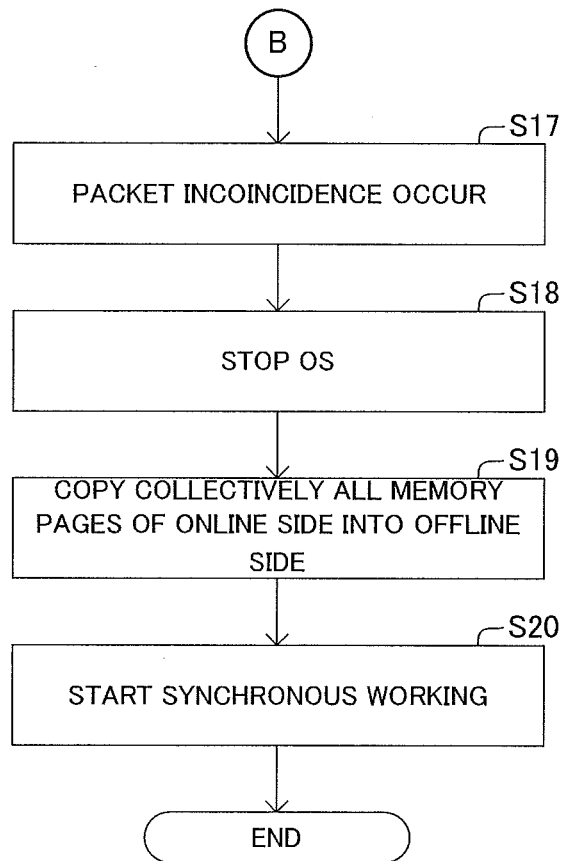 B
S17
PACKET INCOINCIDENCE OCCUR
S18
STOP OS
S19
COPY COLLECTIVELY ALL MEMORY
PAGES OF ONLINE SIDE INTO OFFLINE
SIDE
S20
START SYNCHRONOUS WORKING
END